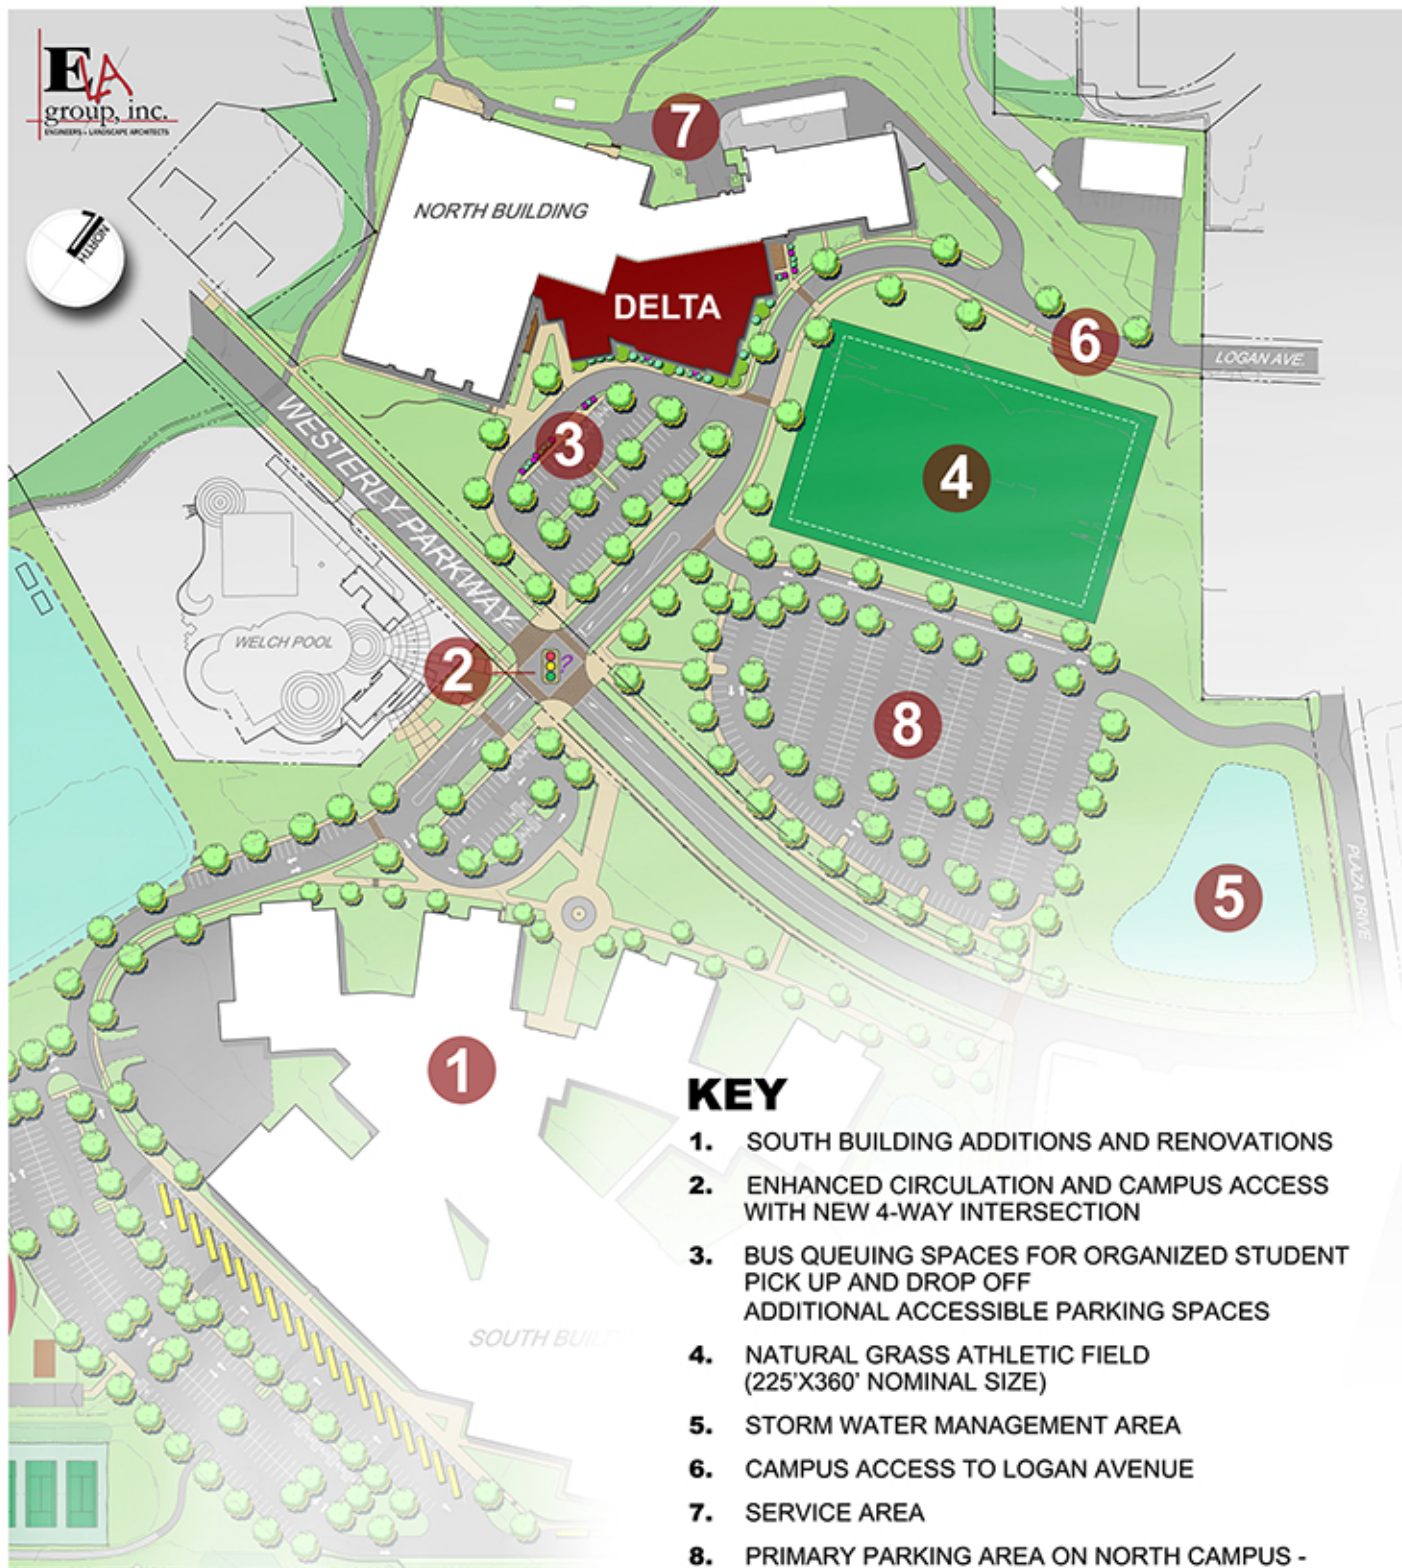 ELA
group, inc.
ENGINEERS - LANDSCAPE ARCHITECTS
NORTH
7
NORTH BUILDING
DELTA
6
LOGAN AVE.
3
4
WESTERLY PARKWAY
WELCH POOL
2
?
8
5
PLAZA DRIVE
1
SOUTH BUILD
KEY
1. SOUTH BUILDING ADDITIONS AND RENOVATIONS
2. ENHANCED CIRCULATION AND CAMPUS ACCESS
WITH NEW 4-WAY INTERSECTION
3. BUS QUEUING SPACES FOR ORGANIZED STUDENT
PICK UP AND DROP OFF
ADDITIONAL ACCESSIBLE PARKING SPACES
4. NATURAL GRASS ATHLETIC FIELD
(225'X360' NOMINAL SIZE)
5. STORM WATER MANAGEMENT AREA
6. CAMPUS ACCESS TO LOGAN AVENUE
7. SERVICE AREA
8. PRIMARY PARKING AREA ON NORTH CAMPUS -